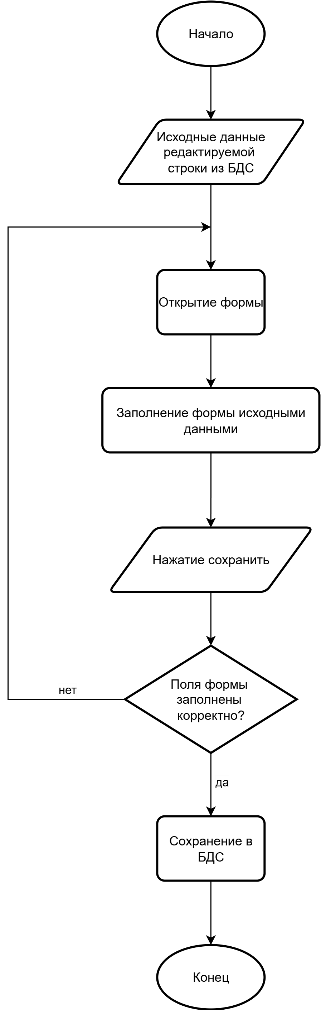 Начало
Исходные данные
редактируемой
строки из БДС
Открытие формы
Заполнение формы исходными
данными
Нажатие сохранить
Поля формы
заполнены
корректно?
нет
да
Сохранение в
БДС
Конец